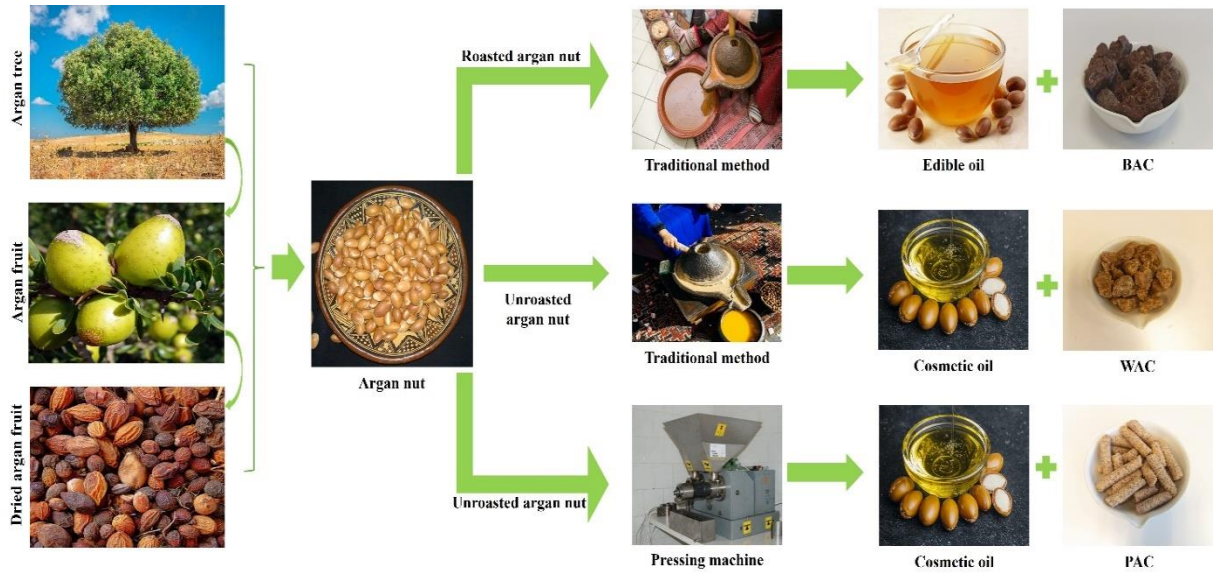 Argan tree
Argan fruit
Dried argan fruit
Argan nut
Roasted argan nut
Unroasted
argan nut
Unroasted argan nut
Traditional method
Edible oil
BAC
Traditional method
Cosmetic oil
WAC
Pressing machine
Cosmetic oil
PAC